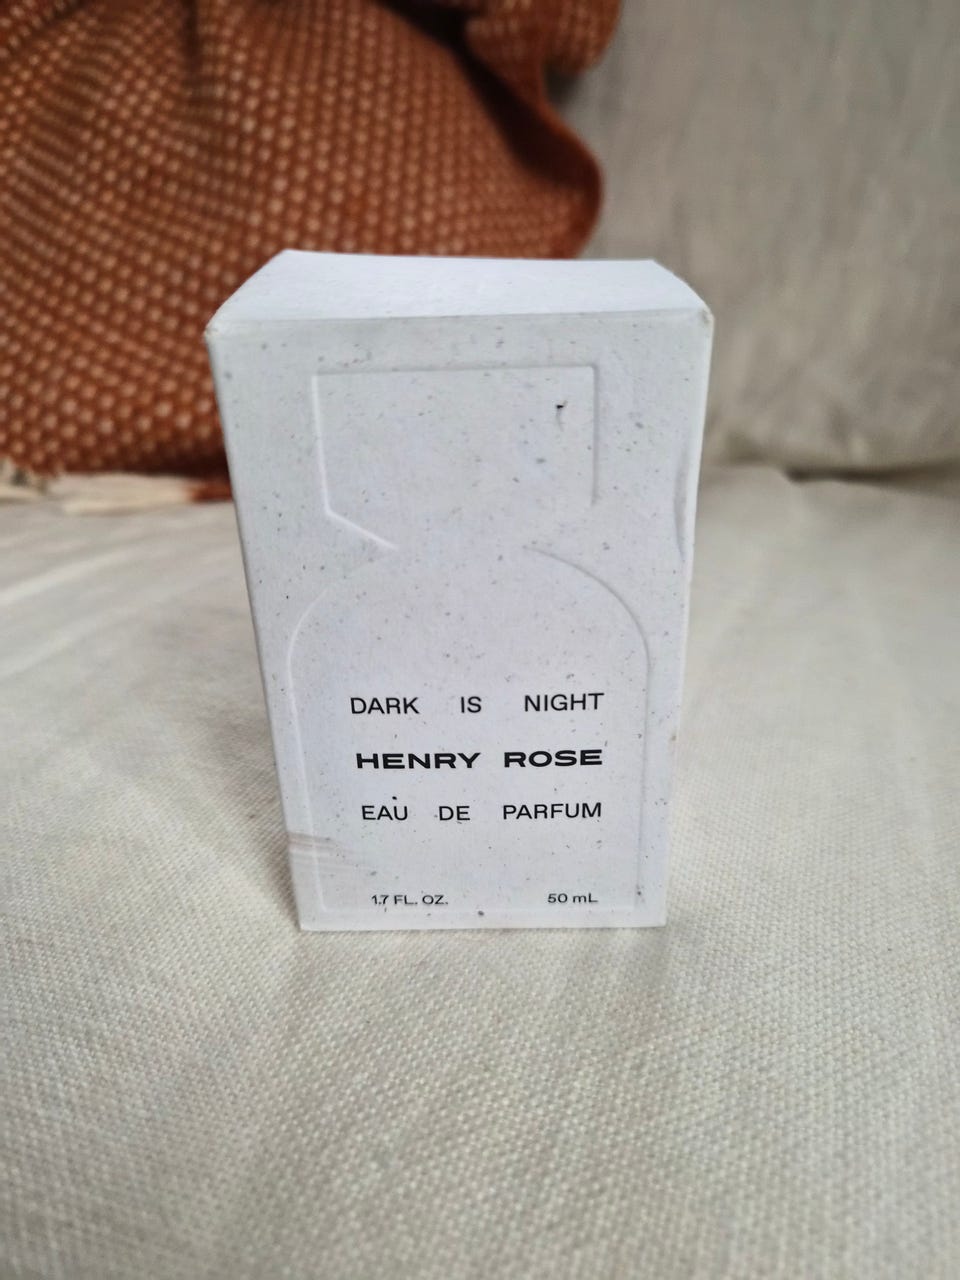 DARK IS NIGHT
HENRY ROSE
EAU DE PARFUM
1.7 FL. OZ. 50 mL